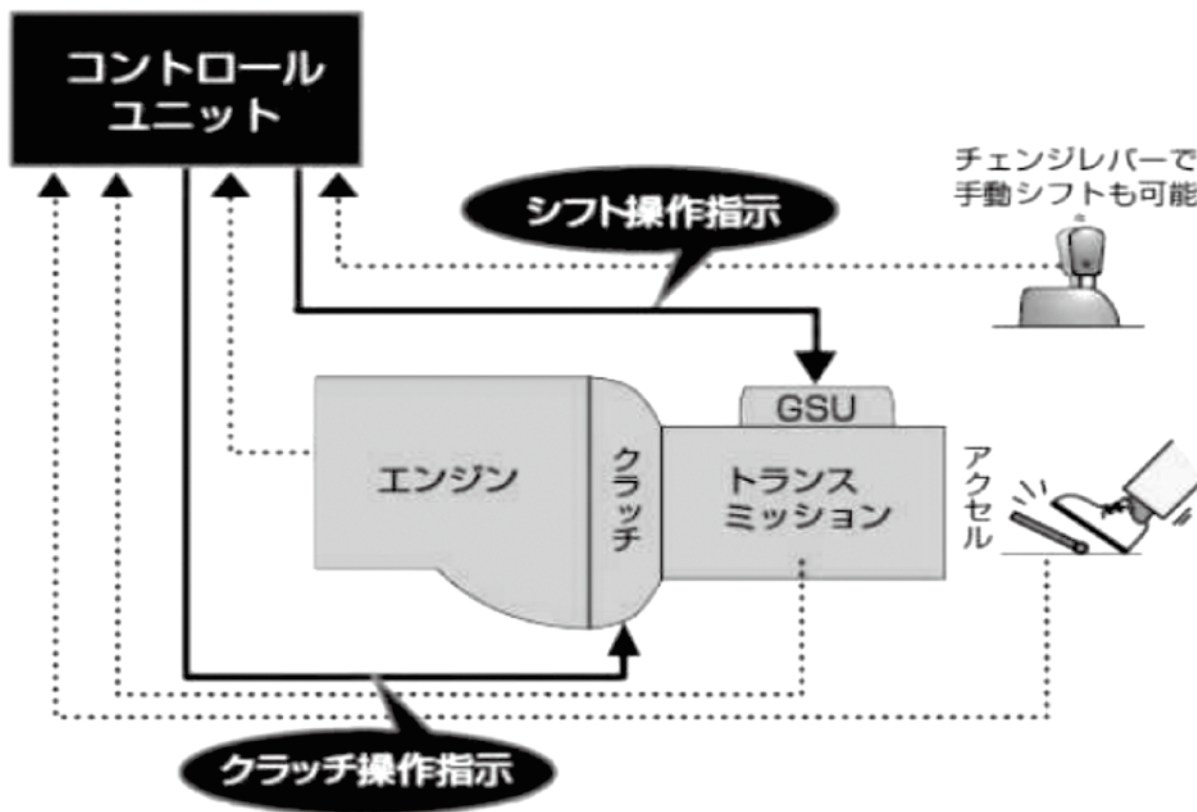 コントロール
ユニット
チェンジレバーで
手動シフトも可能
シフト操作指示
GSU
エンジン
クラッチ
トランス
ミッション
アクセル
クラッチ操作指示